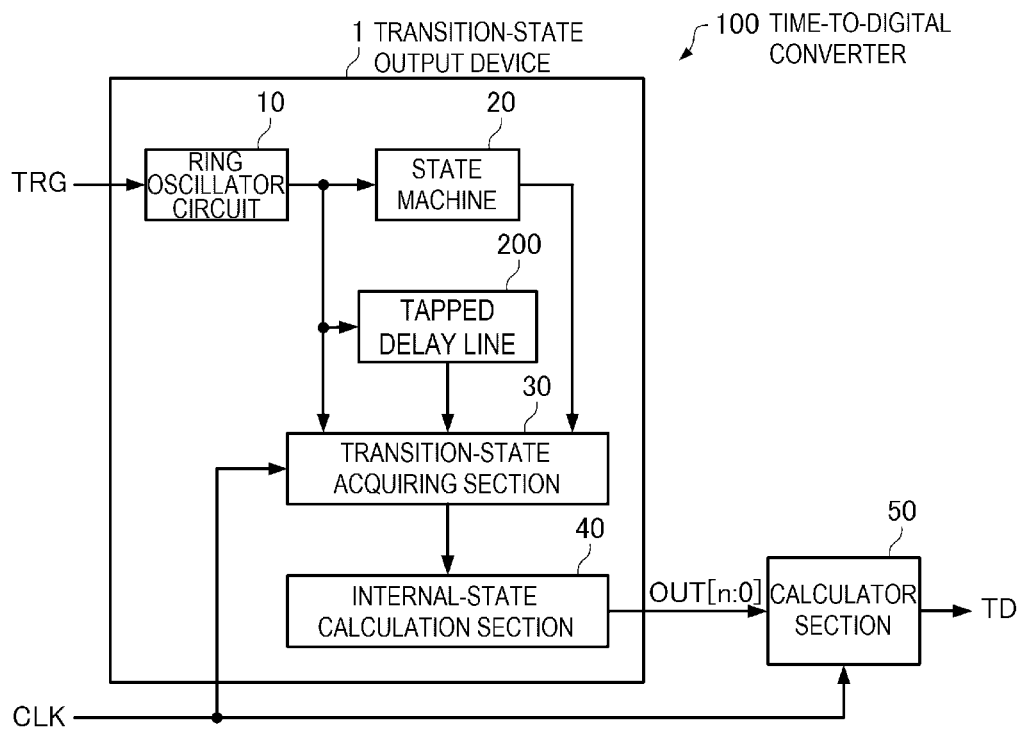 1 TRANSITION-STATE
OUTPUT DEVICE
100 TIME-TO-DIGITAL
CONVERTER
10
20
TRG
RING
OSCILLATOR
CIRCUIT
STATE
MACHINE
200
TAPPED
DELAY LINE
30
TRANSITION-STATE
ACQUIRING SECTION
40
INTERNAL-STATE
CALCULATION SECTION
OUT[n:0]
50
CALCULATOR
SECTION
TD
CLK